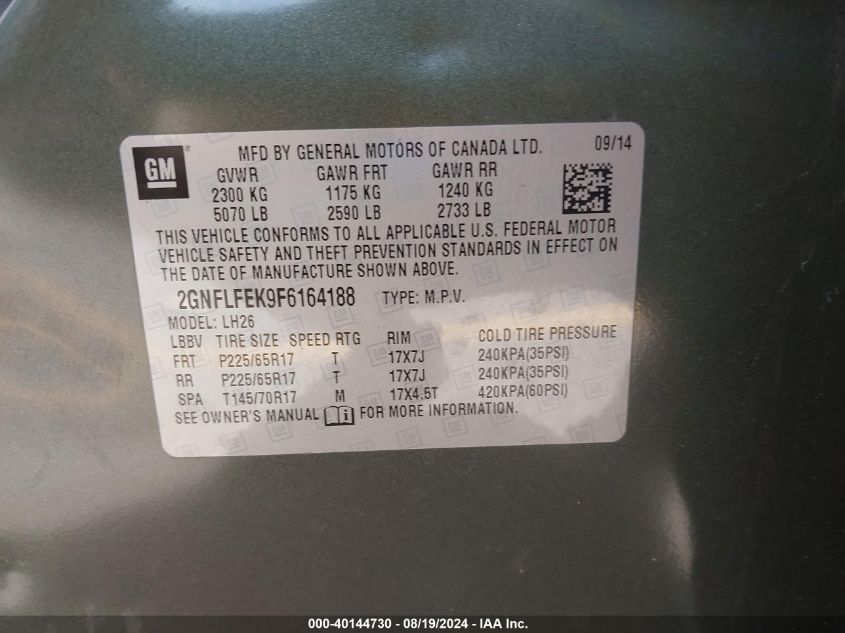 GM ® MFD BY GENERAL MOTORS OF CANADA LTD. 09/14
GVWR GAWR FRT GAWR RR
2300 KG 1175 KG 1240 KG
5070 LB 2590 LB 2733 LB
THIS VEHICLE CONFORMS TO ALL APPLICABLE U.S. FEDERAL MOTOR
VEHICLE SAFETY AND THEFT PREVENTION STANDARDS IN EFFECT ON
THE DATE OF MANUFACTURE SHOWN ABOVE.
2GNFLFEK9F6164188 TYPE: M.P.V.
MODEL: LH26
LBBV TIRE SIZE SPEED RTG RIM COLD TIRE PRESSURE
FRT P225/65R17 T 17X7J 240KPA(35PSI)
RR P225/65R17 T 17X7J 240KPA(35PSI)
SPA T145/70R17 M 17X4.5T 420KPA(60PSI)
SEE OWNER'S MANUAL FOR MORE INFORMATION.
000-40144730 - 08/19/2024 - IAA Inc.